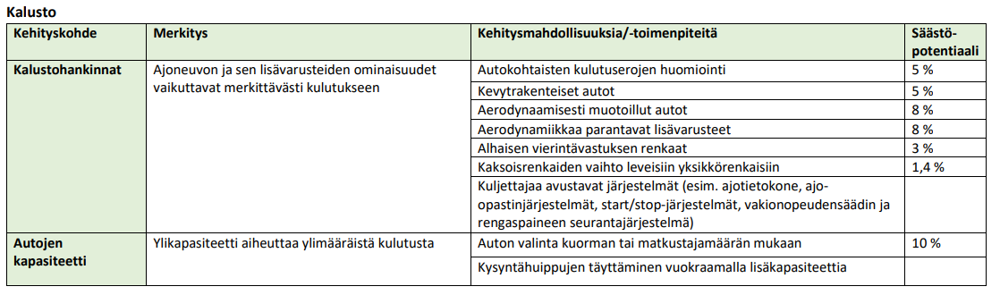 Kalusto
Kehityskohde Merkitys Kehitysmahdollisuuksia/-toimenpiteitä Säästö-
potentiaali
Kalustohankinnat Ajoneuvon ja sen lisävarusteiden ominaisuudet Autokohtaisten kulutuserojen huomiointi 5 %
vaikuttavat merkittävästi kulutukseen
Kevytrakenteiset autot 5 %
Aerodynaamisesti muotoillut autot 8 %
Aerodynamiikkaa parantavat lisävarusteet 8 %
Alhaisen vierintävastuksen renkaat 3 %
Kaksoisrenkaiden vaihto leveisiin yksikkörenkaisiin 1,4 %
Kuljettajaa avustavat järjestelmät (esim. ajotietokone, ajo-
opastinjärjestelmät, start/stop-järjestelmät, vakionopeudensäädin ja
rengaspaineen seurantajärjestelmä)
Autojen Ylikapasiteetti aiheuttaa ylimääräistä kulutusta Auton valinta kuorman tai matkustajamäärän mukaan 10 %
kapasiteetti
Kysyntähuippujen täyttäminen vuokraamalla lisäkapasiteettia